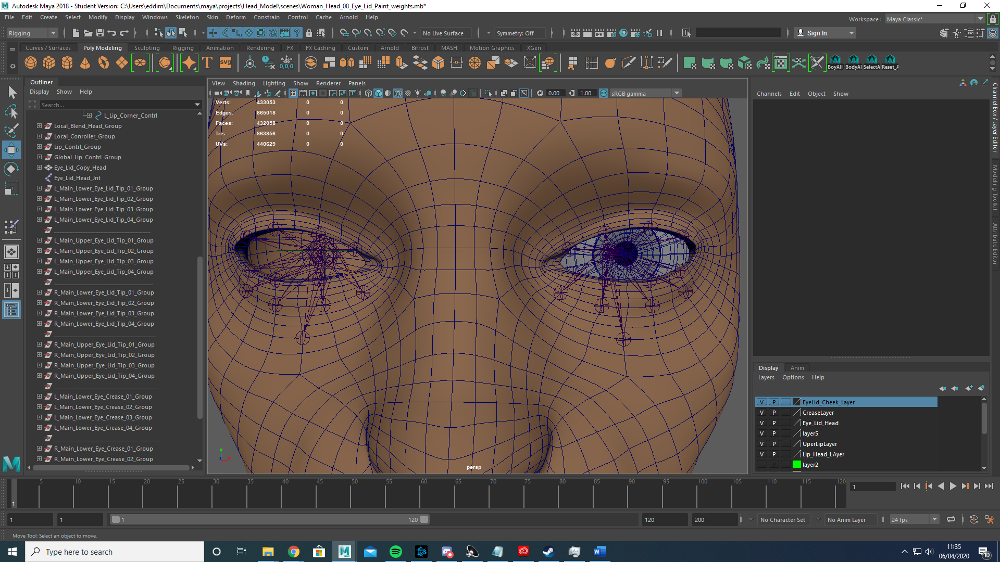 Autodesk Maya 2018 - Student Version: C:\Users\eddim\Documents\maya\projects\Head_Model\scenes\Woman_Head_08_Eye_Lid_Paint_weights.mb*
File Edit Create Select Modify Display Windows Skeleton Skin Deform Constrain Control Cache Arnold Help
Workspace : Maya Classic*
Rigging No Live Surface Symmetry: Off Sign In
Curves / Surfaces Poly Modeling Sculpting Rigging Animation Rendering FX FX Caching Custom Arnold Bifrost MASH Motion Graphics XGen
T svg 0,0,0 BoyAll BodyAl SelectA Reset_A
Outliner
Display Show Help
Search...
L_Lip_Corner_Contrl
Local_Blend_Head_Group
Local_Conroller_Group
Lip_Contrl_Group
Global_Lip_Contrl_Group
Eye_Lid_Copy_Head
Eye_Lid_Head_Jnt
L_Main_Lower_Eye_Lid_Tip_01_Group
L_Main_Lower_Eye_Lid_Tip_02_Group
L_Main_Lower_Eye_Lid_Tip_03_Group
L_Main_Lower_Eye_Lid_Tip_04_Group
L_Main_Upper_Eye_Lid_Tip_01_Group
L_Main_Upper_Eye_Lid_Tip_02_Group
L_Main_Upper_Eye_Lid_Tip_03_Group
L_Main_Upper_Eye_Lid_Tip_04_Group
R_Main_Lower_Eye_Lid_Tip_01_Group
R_Main_Lower_Eye_Lid_Tip_02_Group
R_Main_Lower_Eye_Lid_Tip_03_Group
R_Main_Lower_Eye_Lid_Tip_04_Group
R_Main_Upper_Eye_Lid_Tip_01_Group
R_Main_Upper_Eye_Lid_Tip_02_Group
R_Main_Upper_Eye_Lid_Tip_03_Group
R_Main_Upper_Eye_Lid_Tip_04_Group
L_Main_Lower_Eye_Crease_01_Group
L_Main_Lower_Eye_Crease_02_Group
L_Main_Lower_Eye_Crease_03_Group
L_Main_Lower_Eye_Crease_04_Group
R_Main_Lower_Eye_Crease_01_Group
R_Main_Lower_Eye_Crease_02_Group
View Shading Lighting Show Renderer Panels
0.00 1.00 sRGB gamma
Verts: 433053 0 0
Edges: 865018 0 0
Faces: 432058 0 0
Tris: 863856 0 0
UVs: 440629 0 0
y
x
persp
Channels Edit Object Show
Channel Box / Layer Editor
Modeling Toolkit
Attribute Editor
Display Anim
Layers Options Help
V P EyeLid_Cheek_Layer
V P CreaseLayer
V P Eye_Lid_Head
V P layer5
V P UperLipLayer
V P Lip_Head_LAyer
P layer2
5 10 15 20 25 30 35 40 45 50 55 60 65 70 75 80 85 90 95 100 105 110 115 120
1
1
1 1 1 120 120 200 No Character Set No Anim Layer 24 fps
Move Tool: Select an object to move.
Type here to search
11:35
06/04/2020
10